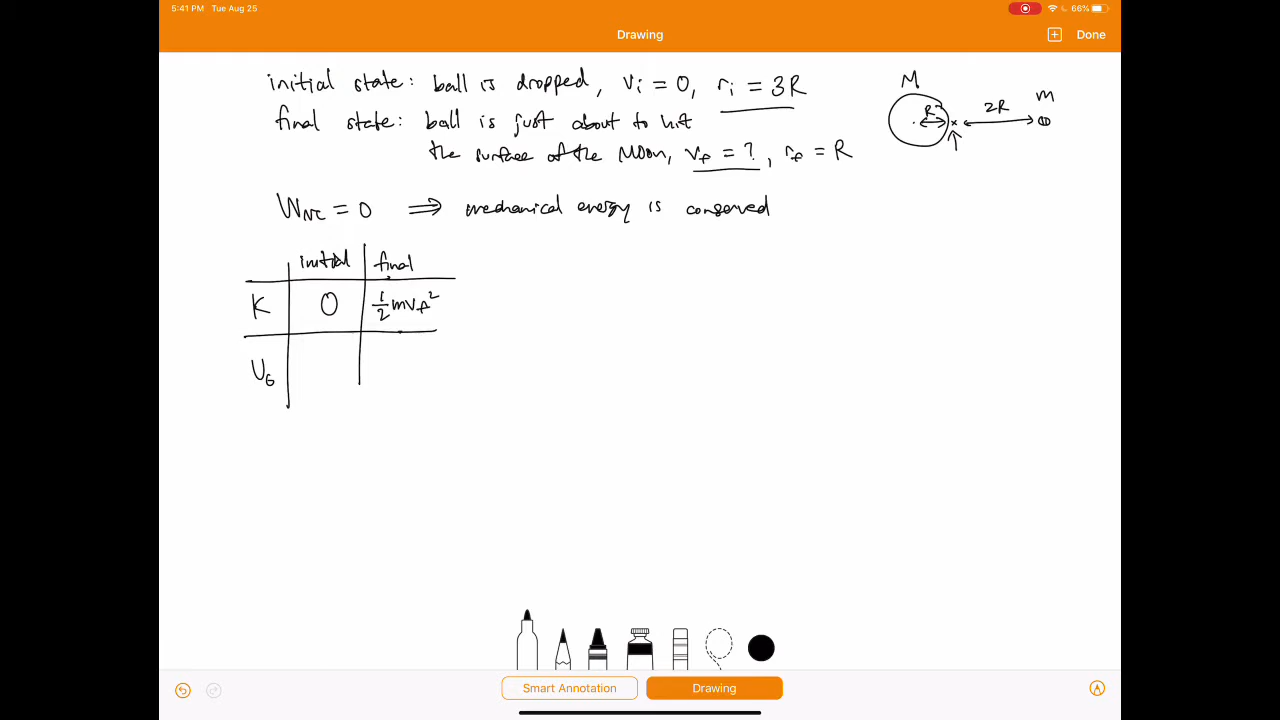 5:41 PM Tue Aug 25
66%
Drawing
Done
initial state: ball is dropped, vi = 0, ri = 3R
final state: ball is just about to hit
the surface of the Moon, vf = ?, rf = R
M
R
2R
m
WNC = 0 ⟹ mechanical energy is conserved
initial final
K 0 1/2 mvf²
UG
Smart Annotation
Drawing